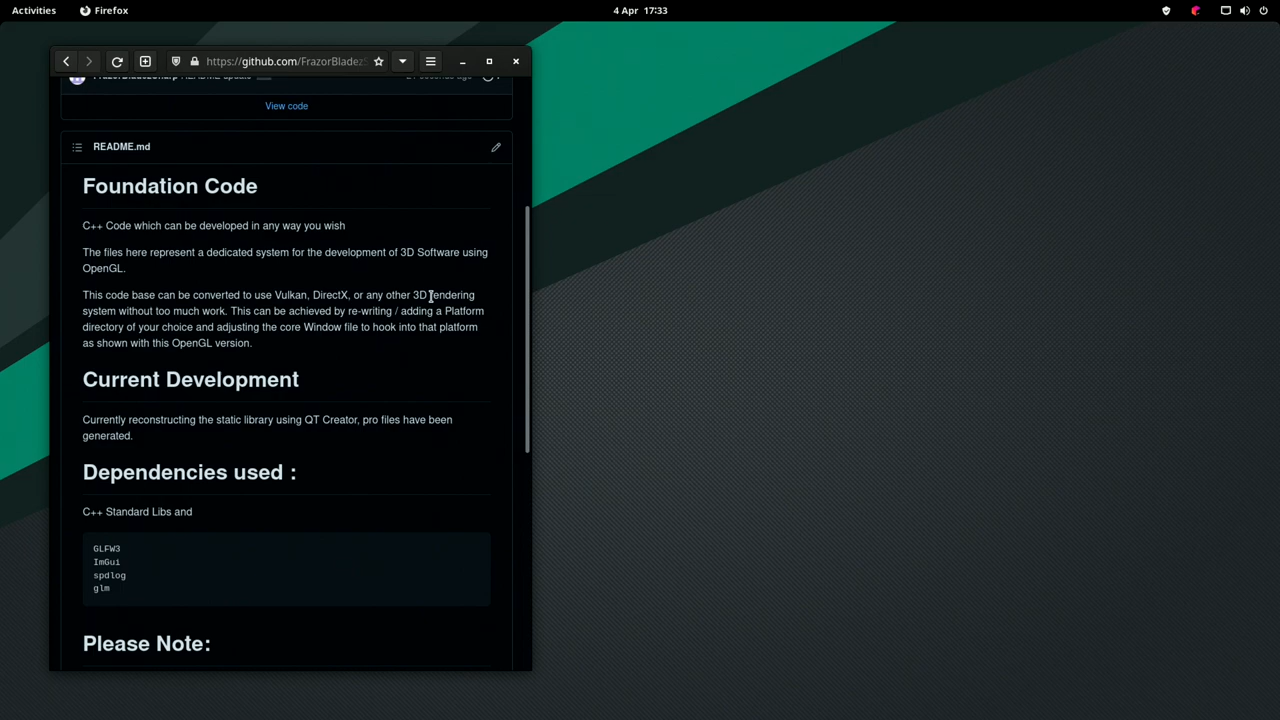 Activities
Firefox
4 Apr 17:33
https://github.com/FrazorBladez
View code
README.md
Foundation Code
C++ Code which can be developed in any way you wish
The files here represent a dedicated system for the development of 3D Software using
OpenGL.
This code base can be converted to use Vulkan, DirectX, or any other 3D rendering
system without too much work. This can be achieved by re-writing / adding a Platform
directory of your choice and adjusting the core Window file to hook into that platform
as shown with this OpenGL version.
Current Development
Currently reconstructing the static library using QT Creator, pro files have been
generated.
Dependencies used :
C++ Standard Libs and
GLFW3
ImGui
spdlog
glm
Please Note: